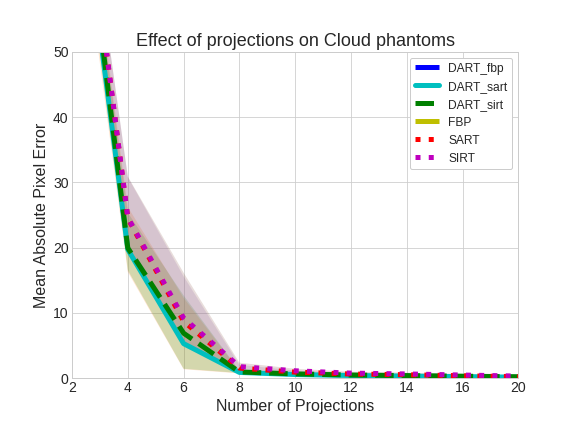 Effect of projections on Cloud phantoms
Mean Absolute Pixel Error
50
40
30
20
10
0
DART_fbp
DART_sart
DART_sirt
FBP
SART
SIRT
2 4 6 8 10 12 14 16 18 20
Number of Projections